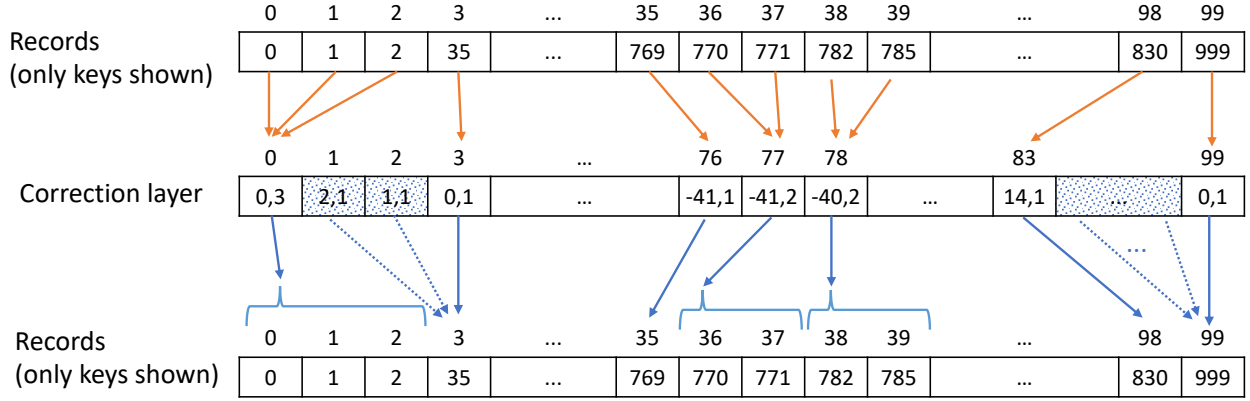 0 1 2 3 ... 35 36 37 38 39 ... 98 99
Records
(only keys shown)
0 1 2 35 ... 769 770 771 782 785 ... 830 999
0 1 2 3 ... 76 77 78 83 99
Correction layer
0,3 2,1 1,1 0,1 ... -41,1 -41,2 -40,2 ... 14,1 ... 0,1
...
0 1 2 3 ... 35 36 37 38 39 ... 98 99
Records
(only keys shown)
0 1 2 35 ... 769 770 771 782 785 ... 830 999